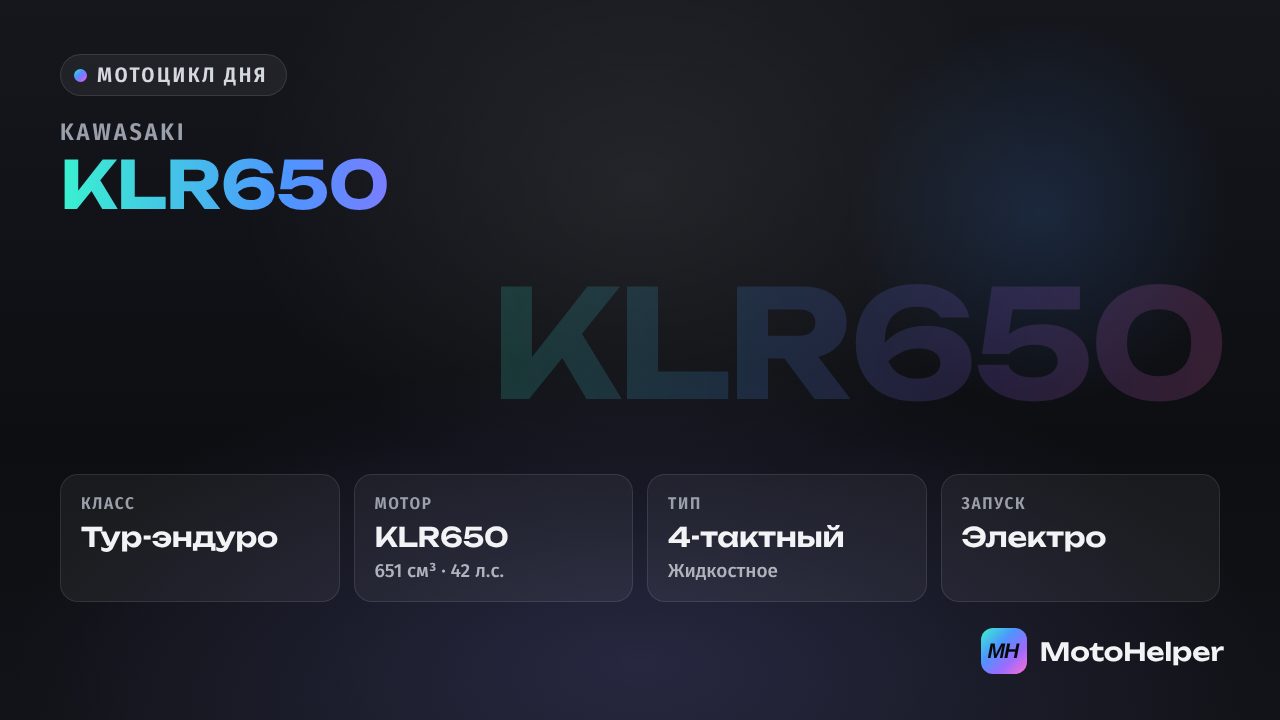 МОТОЦИКЛ ДНЯ
KAWASAKI
KLR650
KLR650
КЛАСС
Тур-эндуро
МОТОР
KLR650
651 см³ · 42 л.с.
ТИП
4-тактный
Жидкостное
ЗАПУСК
Электро
MH MotoHelper